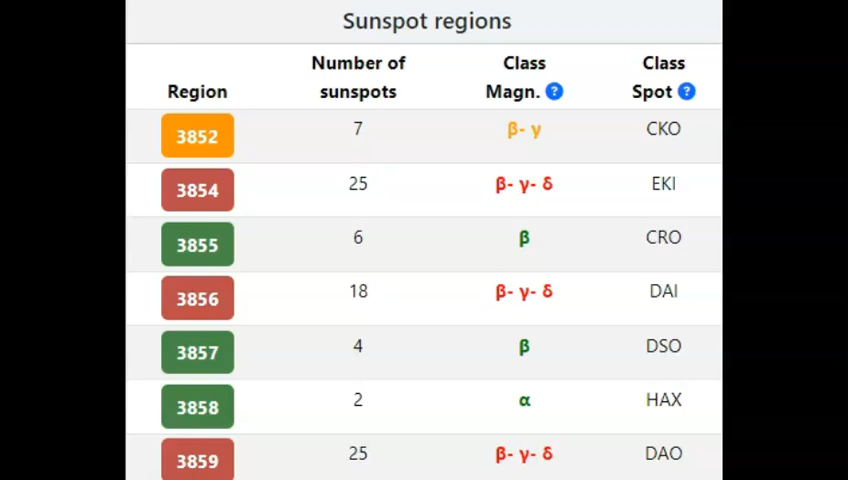 Sunspot regions
Region Number of sunspots Class Magn. ? Class Spot ?
3852 7 β- γ CKO
3854 25 β- γ- δ EKI
3855 6 β CRO
3856 18 β- γ- δ DAI
3857 4 β DSO
3858 2 α HAX
3859 25 β- γ- δ DAO